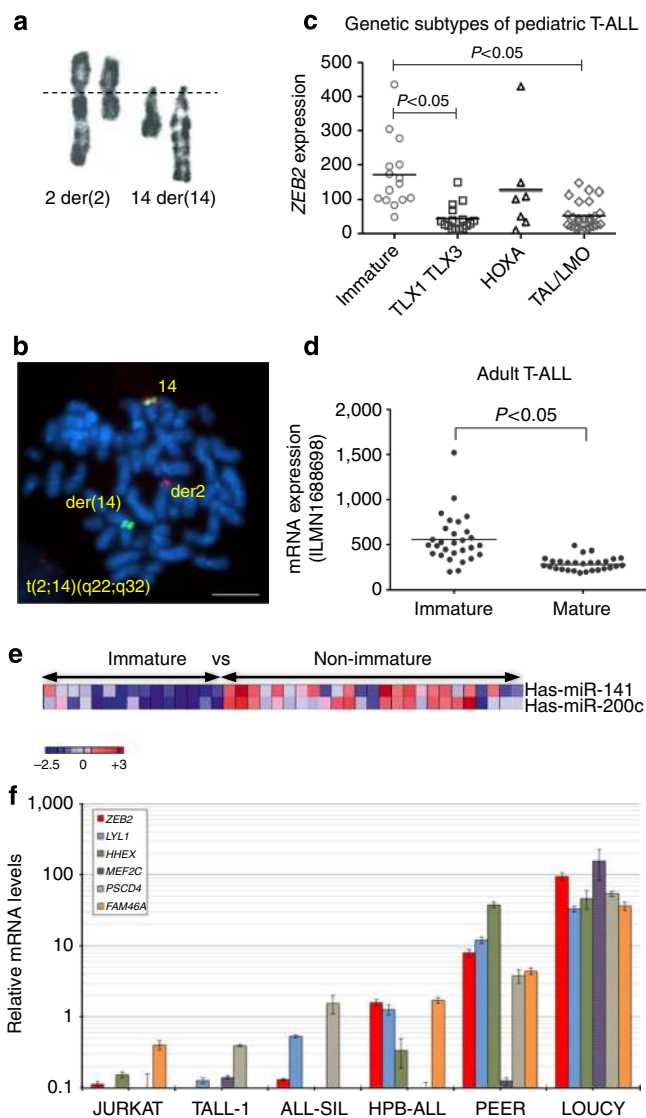 a
2 der(2) 14 der(14)
c
Genetic subtypes of pediatric T-ALL
P<0.05
P<0.05
ZEB2 expression
500
400
300
200
100
0
Immature
TLX1 TLX3
HOXA
TAL/LMO
b
14
der(14)
der2
t(2;14)(q22;q32)
d
Adult T-ALL
P<0.05
mRNA expression
(ILMN1688698)
2,000
1,500
1,000
500
0
Immature Mature
e
Immature vs Non-immature
Has-miR-141
Has-miR-200c
−2.5 0 +3
f
Relative mRNA levels
1,000
100
10
1
0.1
ZEB2
LYL1
HHEX
MEF2C
PSCD4
FAM46A
JURKAT TALL-1 ALL-SIL HPB-ALL PEER LOUCY